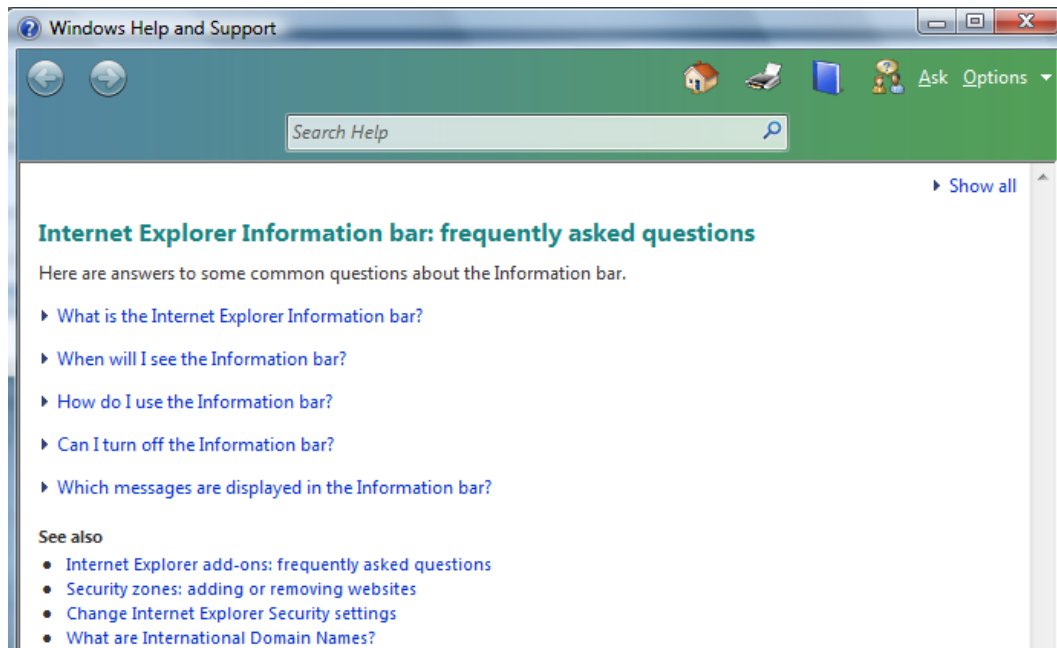 Windows Help and Support
Ask Options
Search Help
Show all
Internet Explorer Information bar: frequently asked questions
Here are answers to some common questions about the Information bar.
What is the Internet Explorer Information bar?
When will I see the Information bar?
How do I use the Information bar?
Can I turn off the Information bar?
Which messages are displayed in the Information bar?
See also
• Internet Explorer add-ons: frequently asked questions
• Security zones: adding or removing websites
• Change Internet Explorer Security settings
• What are International Domain Names?